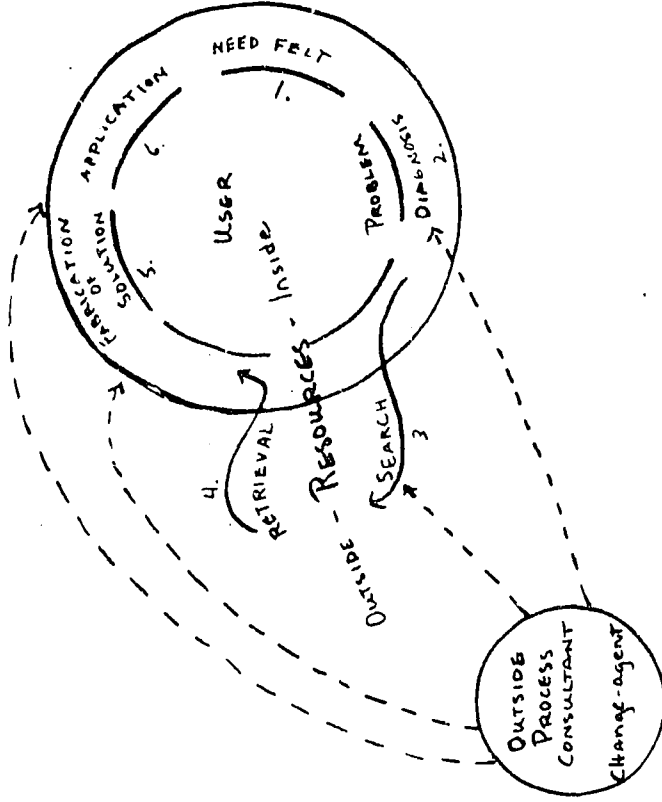 NEED FELT
1.
PROBLEM
DIAGNOSIS
2.
SEARCH
3
RETRIEVAL
4.
FABRICATION
OF
SOLUATION
5.
APPLICATION
6.
USER
OUTSIDE - RESOURCES - Inside
OUTSIDE
PROCESS
CONSULTANT
CHANGE-agent